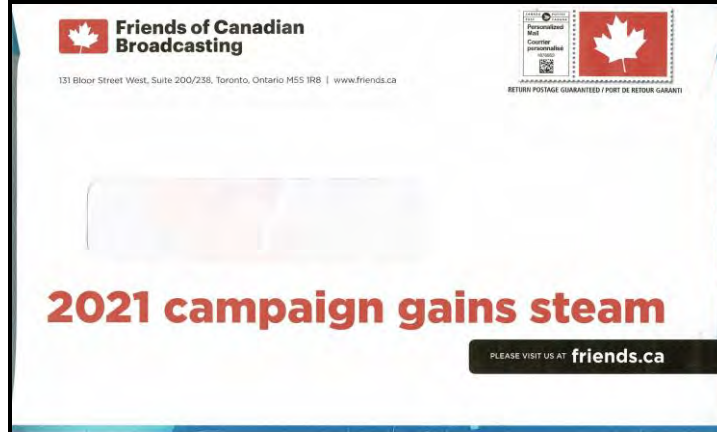 Friends of Canadian
Broadcasting
131 Bloor Street West, Suite 200/238, Toronto, Ontario M5S 1R8 | www.friends.ca
Personalized
Mail
Courrier
personnalisé
RETURN POSTAGE GUARANTEED / PORT DE RETOUR GARANTI
2021 campaign gains steam
PLEASE VISIT US AT friends.ca